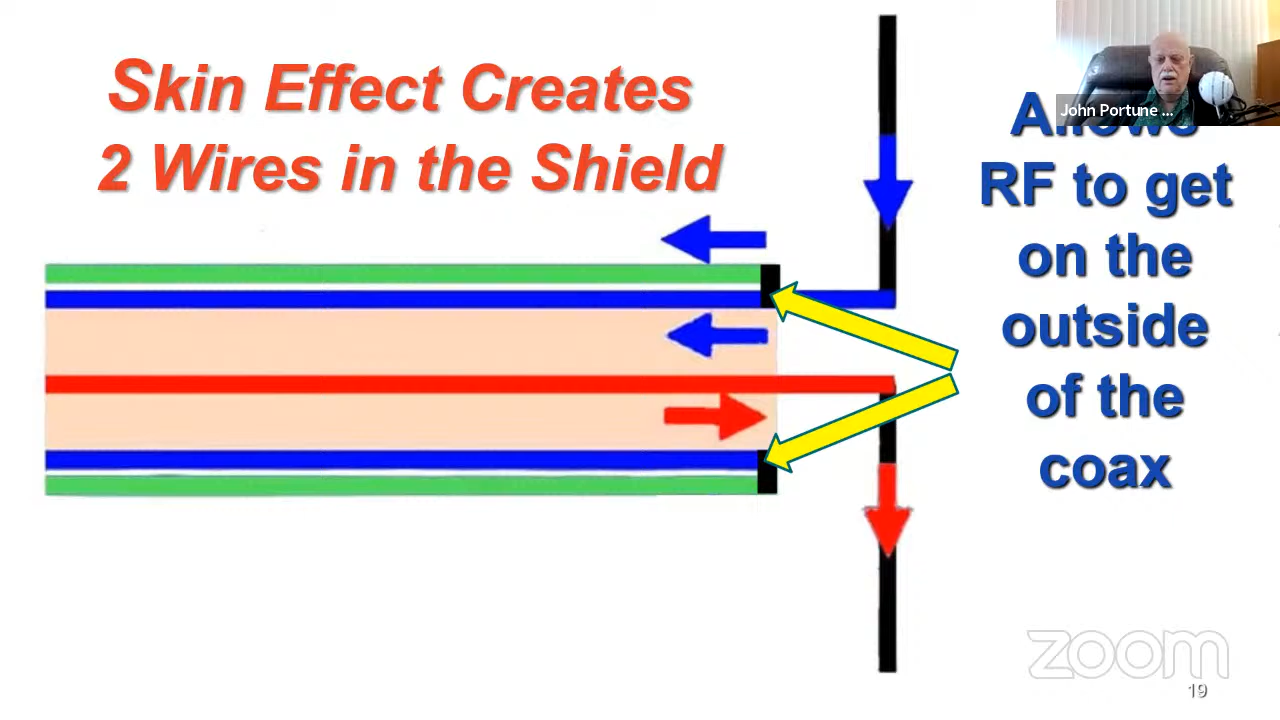 Skin Effect Creates
2 Wires in the Shield
John Portune ...
Allows
RF to get
on the
outside
of the
coax
zoom
19